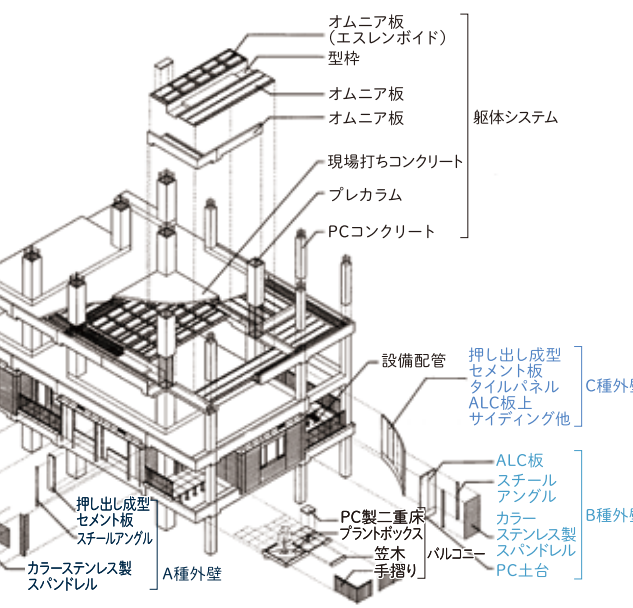 オムニア板
（エスレンボイド）
型枠
オムニア板
オムニア板
躯体システム
現場打ちコンクリート
プレカラム
PCコンクリート
設備配管
押し出し成型
セメント板
タイルパネル
ALC板上
サイディング他
C種外壁
ALC板
スチール
アングル
カラー
ステンレス製
スパンドレル
PC土台
B種外壁
押し出し成型
セメント板
スチールアングル
カラーステンレス製
スパンドレル
A種外壁
PC製二重床
プラントボックス
笠木
手摺り
バルコニー